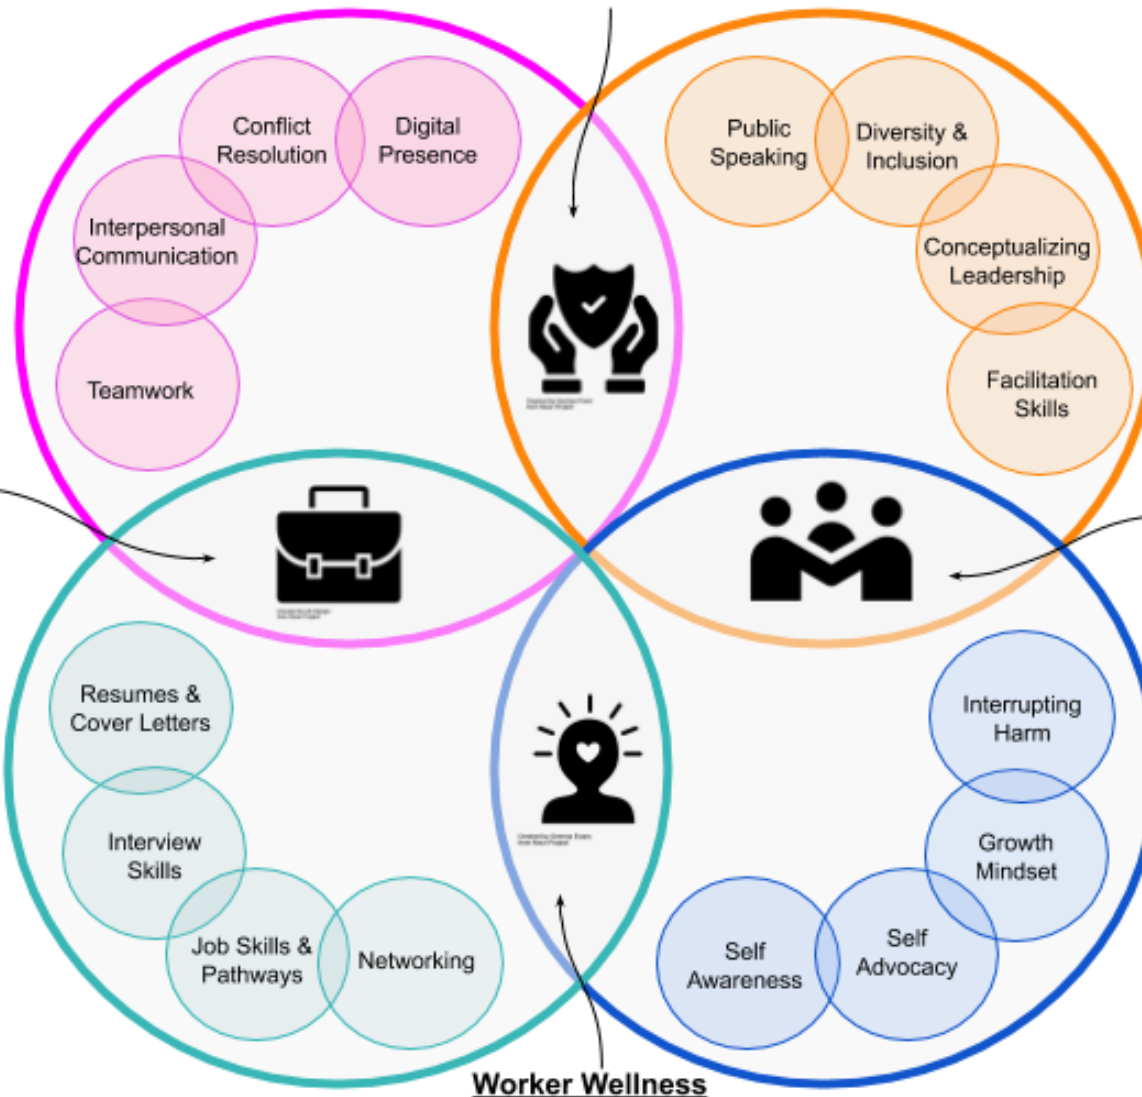 Conflict
Resolution
Digital
Presence
Interpersonal
Communication
Teamwork
Public
Speaking
Diversity &
Inclusion
Conceptualizing
Leadership
Facilitation
Skills
Resumes &
Cover Letters
Interview
Skills
Job Skills &
Pathways
Networking
Interrupting
Harm
Growth
Mindset
Self
Advocacy
Self
Awareness
Worker Wellness